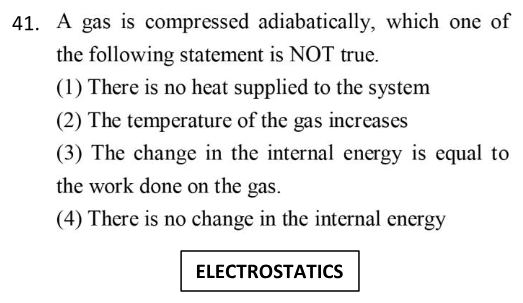 41. A gas is compressed adiabatically, which one of
the following statement is NOT true.
(1) There is no heat supplied to the system
(2) The temperature of the gas increases
(3) The change in the internal energy is equal to
the work done on the gas.
(4) There is no change in the internal energy
ELECTROSTATICS